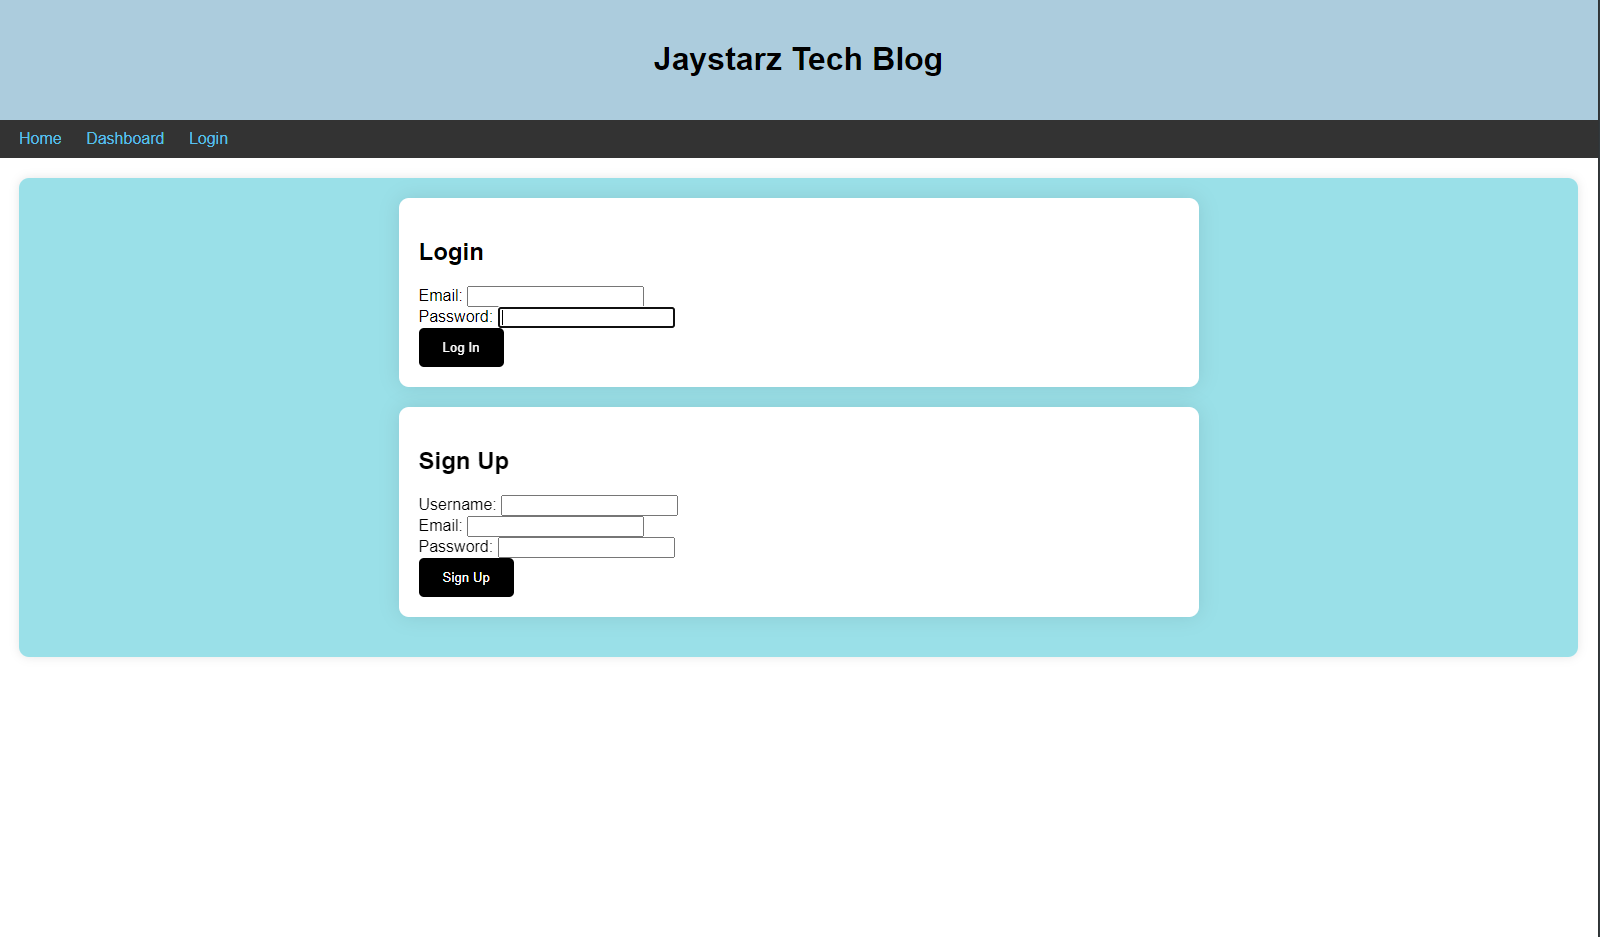 Jaystarz Tech Blog
Home Dashboard Login
Login
Email:
Password:
Log In
Sign Up
Username:
Email:
Password:
Sign Up